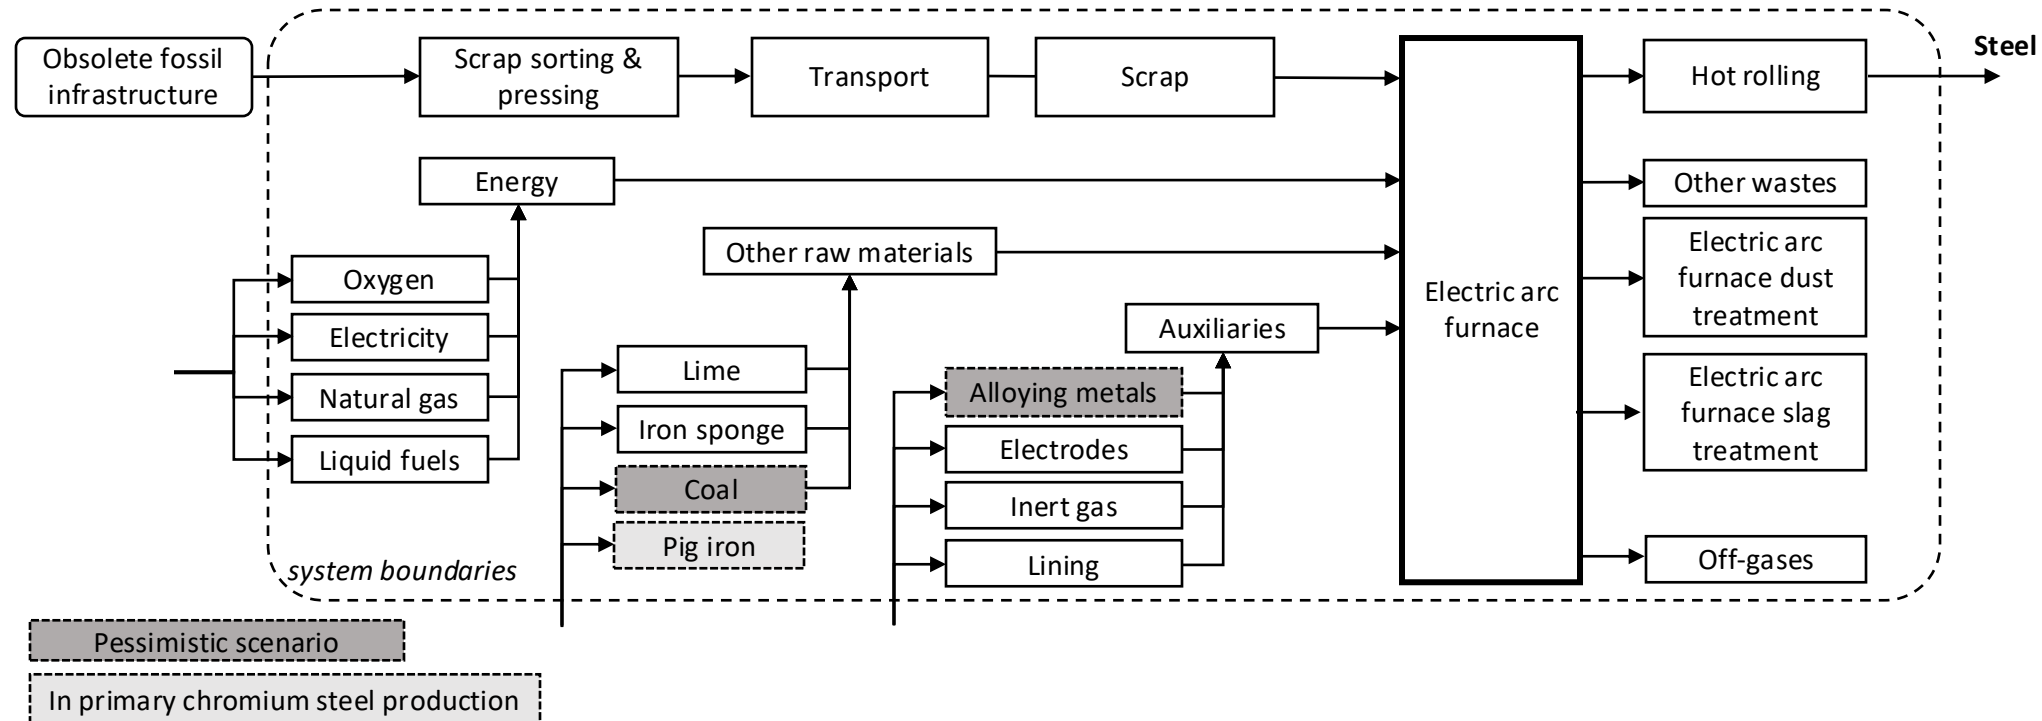 Obsolete fossil
infrastructure
Scrap sorting &
pressing
Transport
Scrap
Hot rolling
Steel
Energy
Other wastes
Other raw materials
Electric arc
furnace dust
treatment
Oxygen
Electricity
Natural gas
Liquid fuels
Electric arc
furnace
Auxiliaries
Lime
Iron sponge
Coal
Pig iron
Alloying metals
Electrodes
Inert gas
Lining
Electric arc
furnace slag
treatment
Off-gases
system boundaries
Pessimistic scenario
In primary chromium steel production